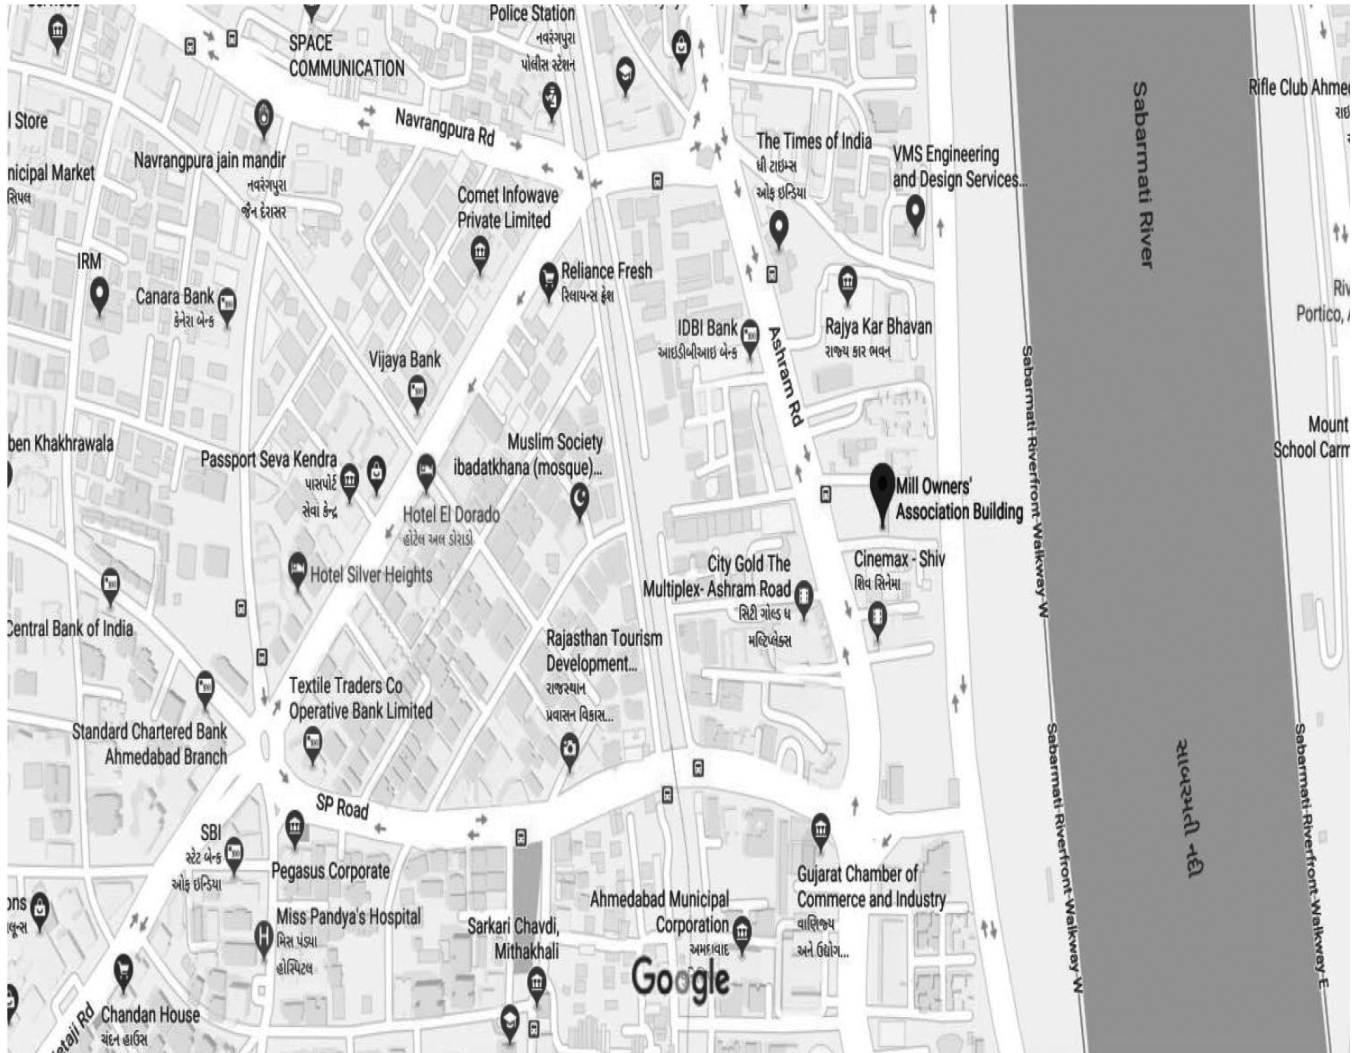 SPACE
COMMUNICATION
Police Station
નવરંગપુરા
પોલીસ સ્ટેશન
Navrangpura Rd
Rifle Club Ahme
l Store
nicipal Market
સિપલ
Navrangpura jain mandir
નવરંગપુરા
જૈન દેરાસર
The Times of India
ધી ટાઇમ્સ
ઓફ ઇન્ડિયા
VMS Engineering
and Design Services...
Sabarmati River
Comet Infowave
Private Limited
IRM
Canara Bank
કેનેરા બેન્ક
Reliance Fresh
રિલાયન્સ ફ્રેશ
Riv
Portico, A
IDBI Bank
આઇડીબીઆઇ બેન્ક
Ashram Rd
Rajya Kar Bhavan
રાજ્ય કાર ભવન
Vijaya Bank
Sabarmati Riverfront Walkway W
ben Khakhrawala
Mount
School Carm
Passport Seva Kendra
પાસપોર્ટ
સેવા કેન્દ્ર
Muslim Society
ibadatkhana (mosque)...
Mill Owners'
Association Building
Hotel El Dorado
હોટેલ અલ ડોરાડો
Hotel Silver Heights
City Gold The
Multiplex- Ashram Road
સિટી ગોલ્ડ ધ
મલ્ટિપ્લેક્સ
Cinemax - Shiv
શિવ સિનેમા
Central Bank of India
Rajasthan Tourism
Development...
રાજસ્થાન
પ્રવાસન વિકાસ...
Textile Traders Co
Operative Bank Limited
Standard Chartered Bank
Ahmedabad Branch
સાબરમતી નદી
Sabarmati Riverfront Walkway W
Sabarmati Riverfront Walkway E
SP Road
SBI
સ્ટેટ બેન્ક
ઓફ ઇન્ડિયા
Pegasus Corporate
Gujarat Chamber of
Commerce and Industry
વાણિજ્ય
અને ઉદ્યોગ...
Ahmedabad Municipal
Corporation
અમદાવાદ
Miss Pandya's Hospital
મિસ પંડ્યા
હોસ્પિટલ
Sarkari Chavdi,
Mithakhali
Google
Chandan House
ચંદન હાઉસ
etaji Rd